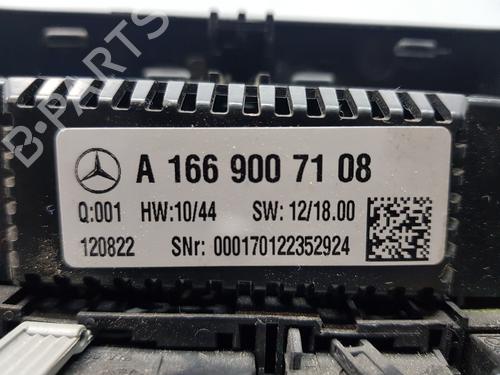 B-PARTS
A 166 900 71 08
Q:001 HW:10/44 SW: 12/18.00
120822 SNr: 000170122352924